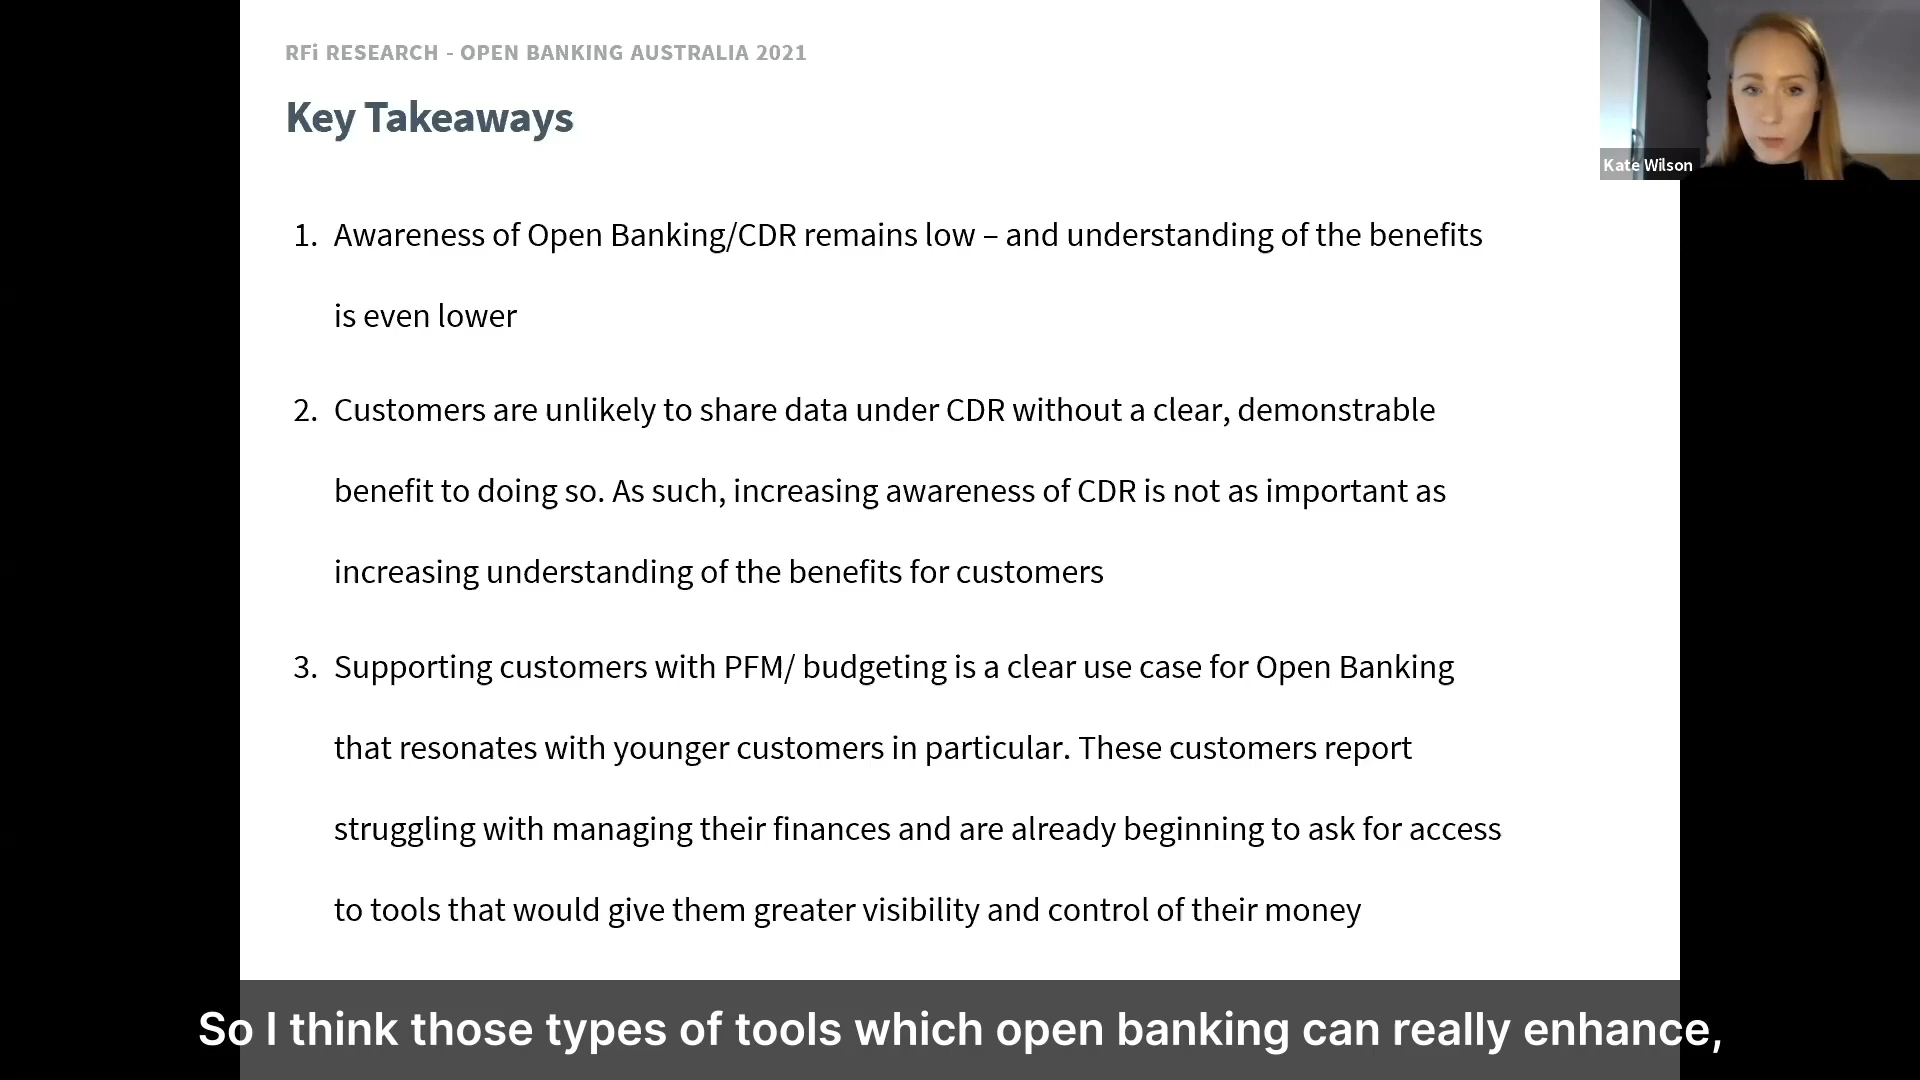 RFi RESEARCH - OPEN BANKING AUSTRALIA 2021
Key Takeaways
Kate Wilson
1. Awareness of Open Banking/CDR remains low – and understanding of the benefits
is even lower
2. Customers are unlikely to share data under CDR without a clear, demonstrable
benefit to doing so. As such, increasing awareness of CDR is not as important as
increasing understanding of the benefits for customers
3. Supporting customers with PFM/ budgeting is a clear use case for Open Banking
that resonates with younger customers in particular. These customers report
struggling with managing their finances and are already beginning to ask for access
to tools that would give them greater visibility and control of their money
So I think those types of tools which open banking can really enhance,